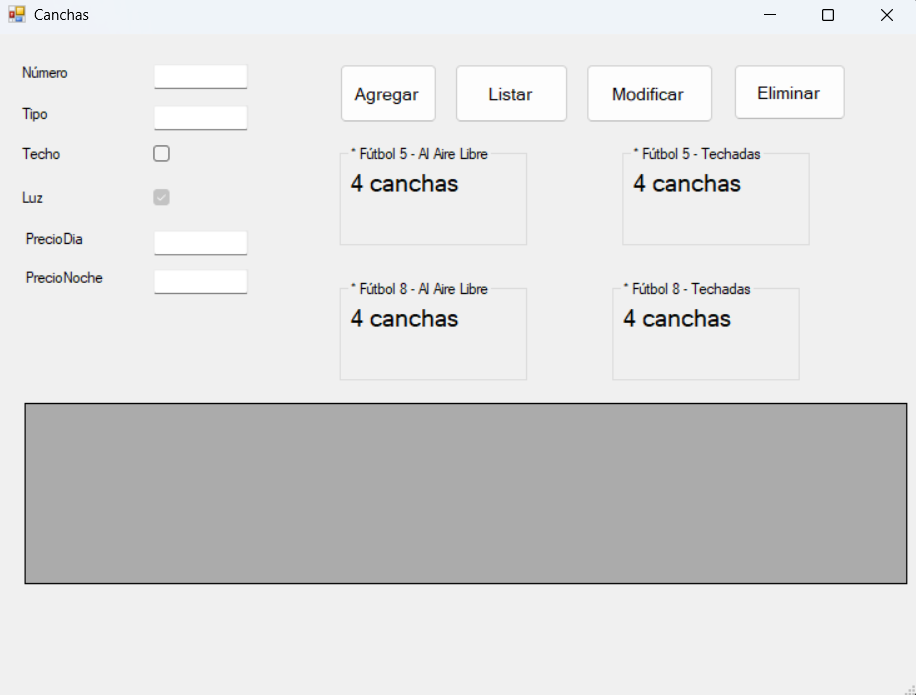 Canchas
Número
Agregar Listar Modificar Eliminar
Tipo
Techo
* Fútbol 5 - Al Aire Libre
* Fútbol 5 - Techadas
4 canchas
4 canchas
Luz
PrecioDia
PrecioNoche
* Fútbol 8 - Al Aire Libre
* Fútbol 8 - Techadas
4 canchas
4 canchas